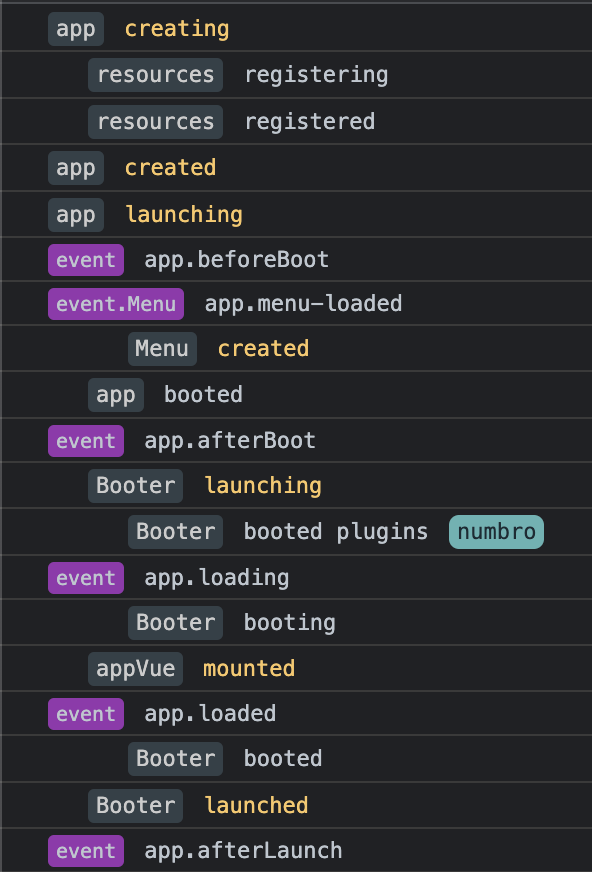 app creating
resources registering
resources registered
app created
app launching
event app.beforeBoot
event.Menu app.menu-loaded
Menu created
app booted
event app.afterBoot
Booter launching
Booter booted plugins numbro
event app.loading
Booter booting
appVue mounted
event app.loaded
Booter booted
Booter launched
event app.afterLaunch